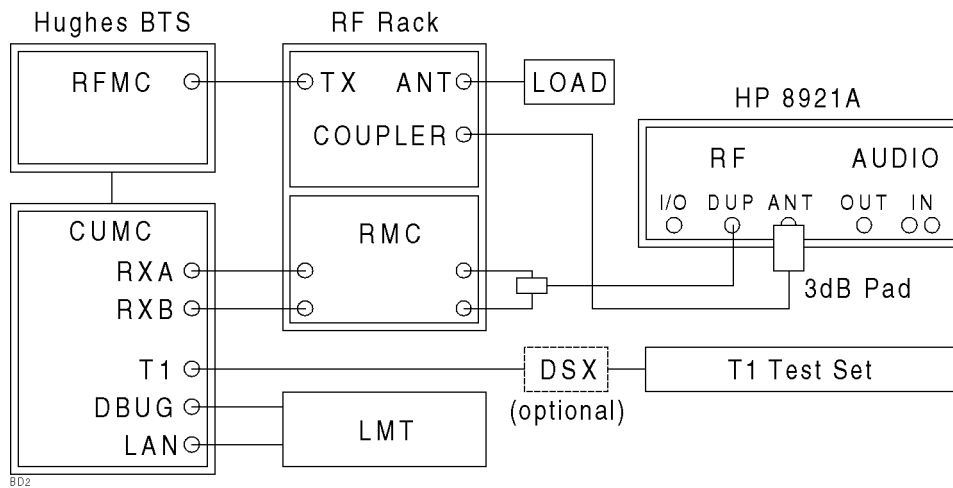 Hughes BTS
RF Rack
RFMC
TX
ANT
LOAD
COUPLER
HP 8921A
RF
AUDIO
I/O
DUP
ANT
OUT
IN
CUMC
RMC
RXA
RXB
3dB Pad
T1
DSX
T1 Test Set
(optional)
DBUG
LMT
LAN
BD2